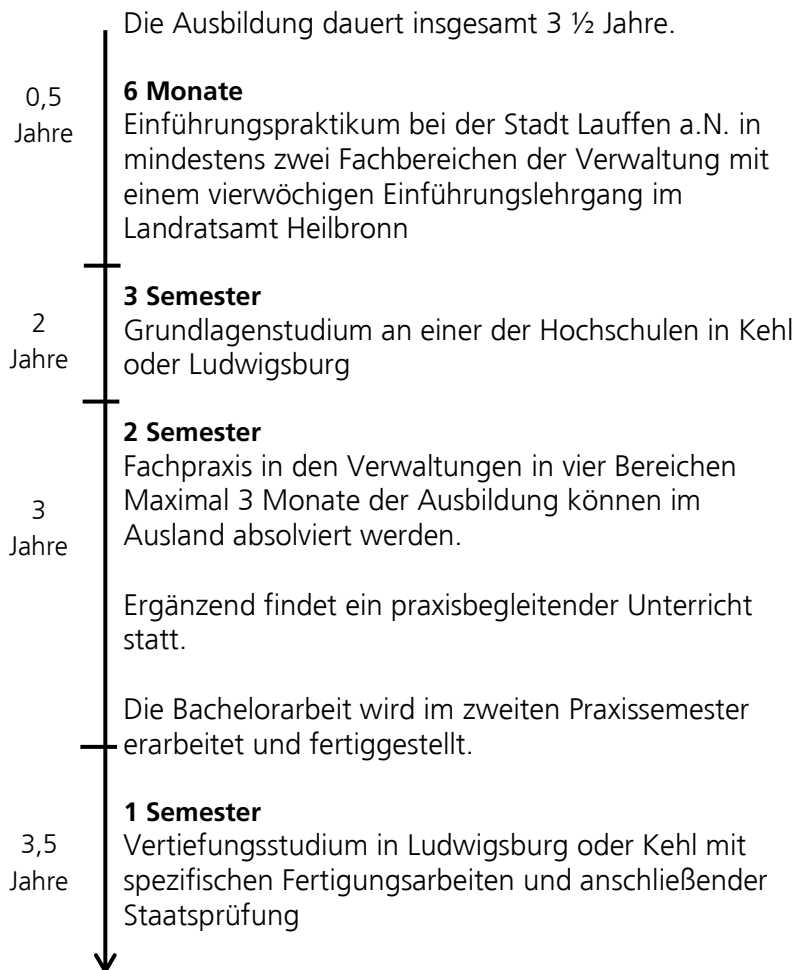 Die Ausbildung dauert insgesamt 3 ½ Jahre.
0,5
Jahre
6 Monate
Einführungspraktikum bei der Stadt Lauffen a.N. in
mindestens zwei Fachbereichen der Verwaltung mit
einem vierwöchigen Einführungslehrgang im
Landratsamt Heilbronn
2
Jahre
3 Semester
Grundlagenstudium an einer der Hochschulen in Kehl
oder Ludwigsburg
3
Jahre
2 Semester
Fachpraxis in den Verwaltungen in vier Bereichen
Maximal 3 Monate der Ausbildung können im
Ausland absolviert werden.
Ergänzend findet ein praxisbegleitender Unterricht
statt.
Die Bachelorarbeit wird im zweiten Praxissemester
erarbeitet und fertiggestellt.
3,5
Jahre
1 Semester
Vertiefungsstudium in Ludwigsburg oder Kehl mit
spezifischen Fertigungsarbeiten und anschließender
Staatsprüfung